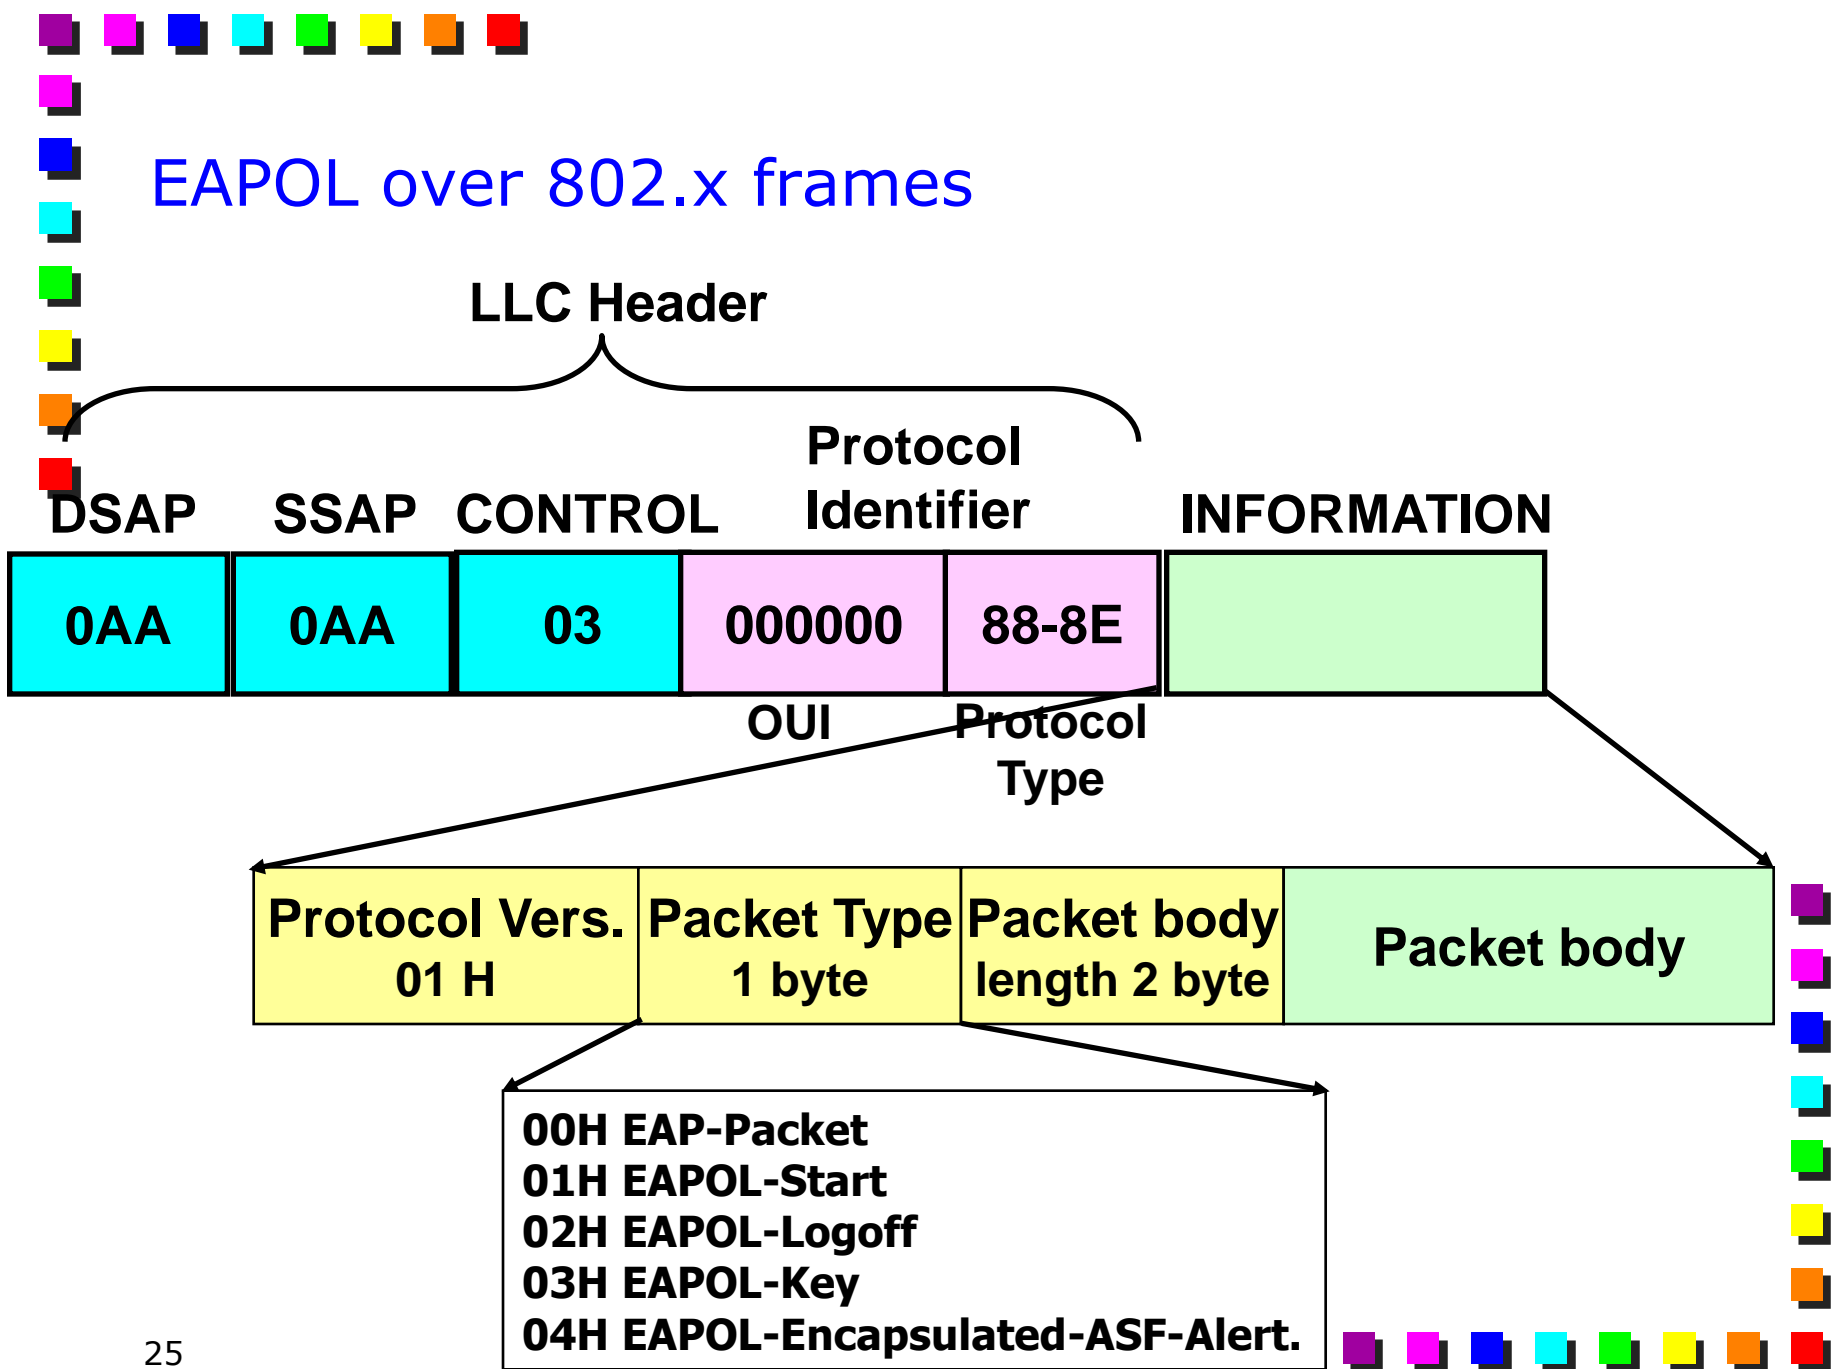 EAPOL over 802.x frames
LLC Header
Protocol
Identifier
DSAP SSAP CONTROL INFORMATION
0AA 0AA 03 000000 88-8E
OUI Protocol
Type
Protocol Vers. Packet Type Packet body Packet body
01 H 1 byte length 2 byte
00H EAP-Packet
01H EAPOL-Start
02H EAPOL-Logoff
03H EAPOL-Key
04H EAPOL-Encapsulated-ASF-Alert.
25